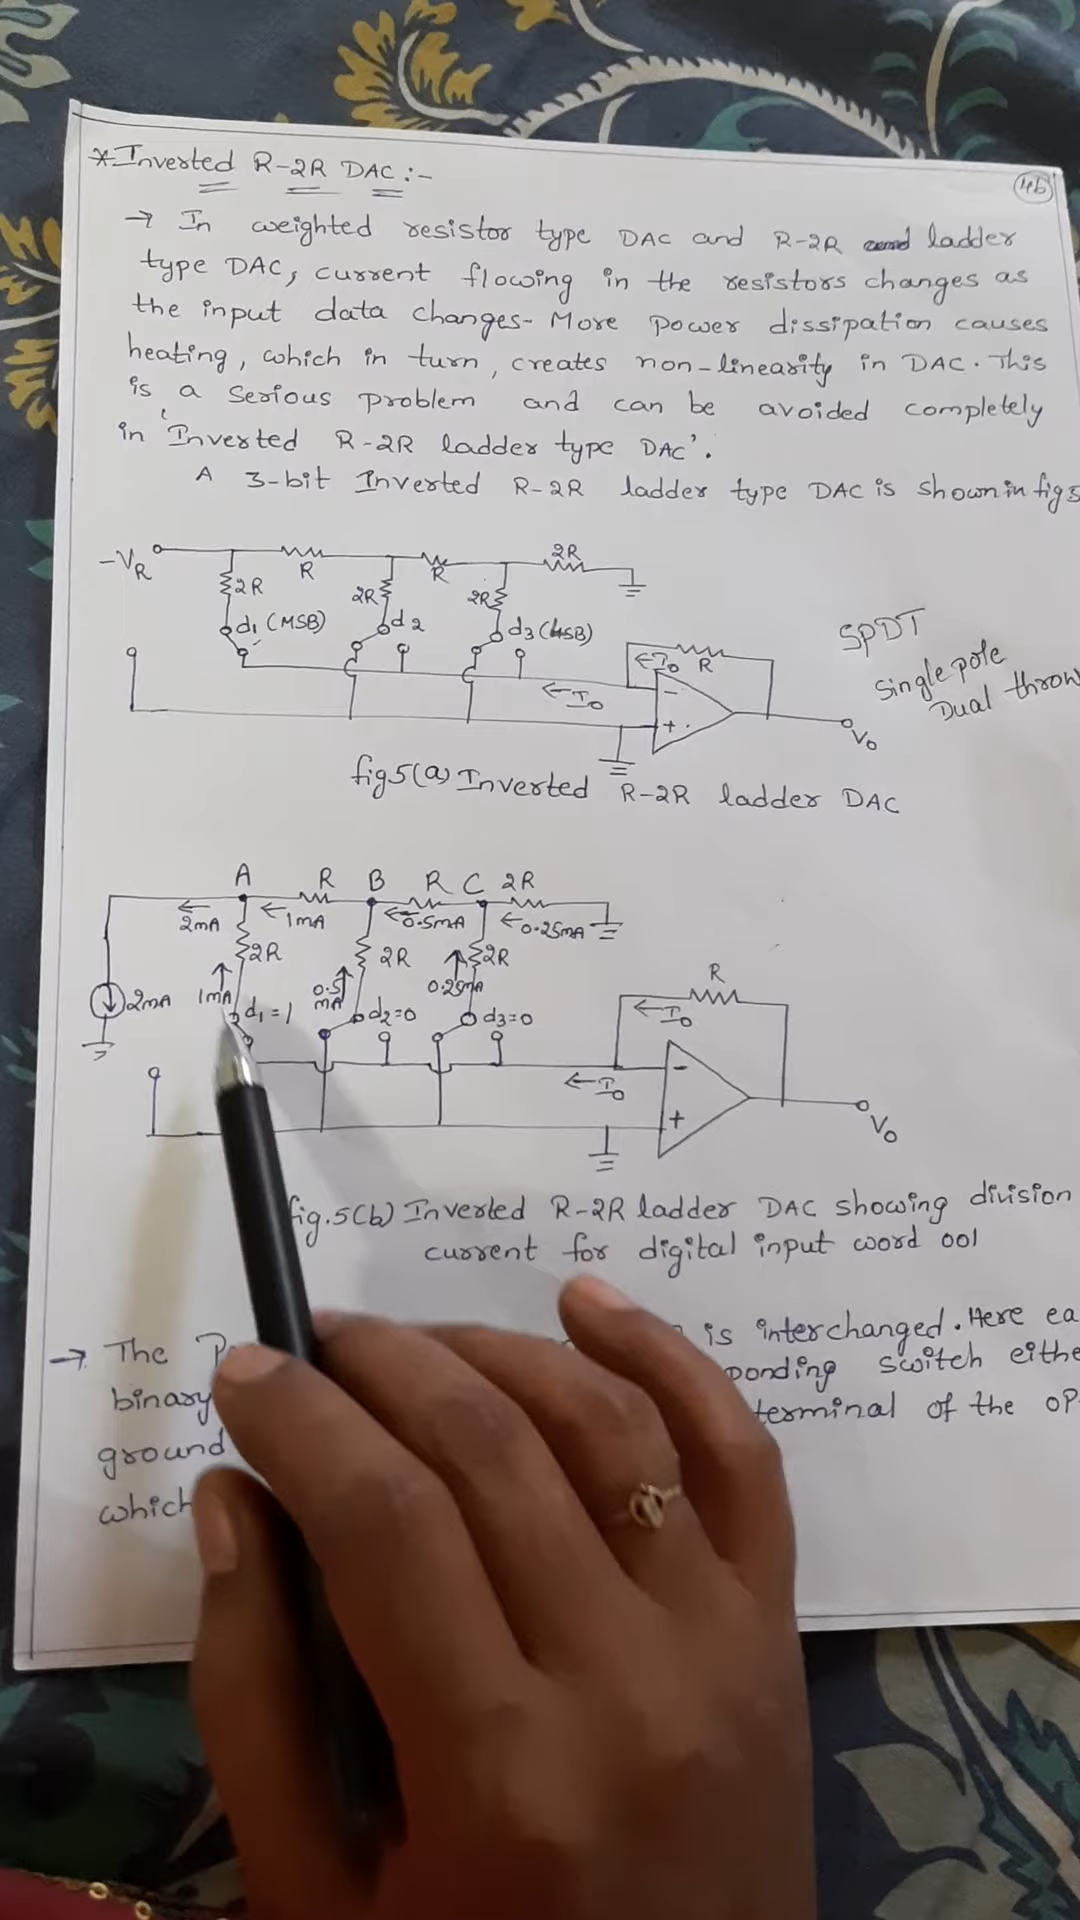 *Inverted R-2R DAC:-
46
→ In weighted resistor type DAC and R-2R ladder
type DAC, current flowing in the resistors changes as
the input data changes- More power dissipation causes
heating, which in turn, creates non-linearity in DAC. This
is a serious problem and can be avoided completely
in 'Inverted R-2R ladder type DAC'.
A 3-bit Inverted R-2R ladder type DAC is shown in fig5
-VR
R
R
2R
2R
2R
2R
d1 (MSB)
d2
d3 (LSB)
←Io
R
←Io
-
+
Vo
SPDT
Single pole
Dual throw
fig5(a) Inverted R-2R ladder DAC
A R B R C 2R
2mA
←1mA
←0.5mA
←0.25mA
2R
2R
2R
2mA
1mA
0.5
mA
0.25mA
d1=1
d2=0
d3=0
R
←Io
←Io
-
+
Vo
fig.5(b) Inverted R-2R ladder DAC showing division
current for digital input word 001
→ The is interchanged. Here ea
binary ponding switch eithe
ground terminal of the OP-
which